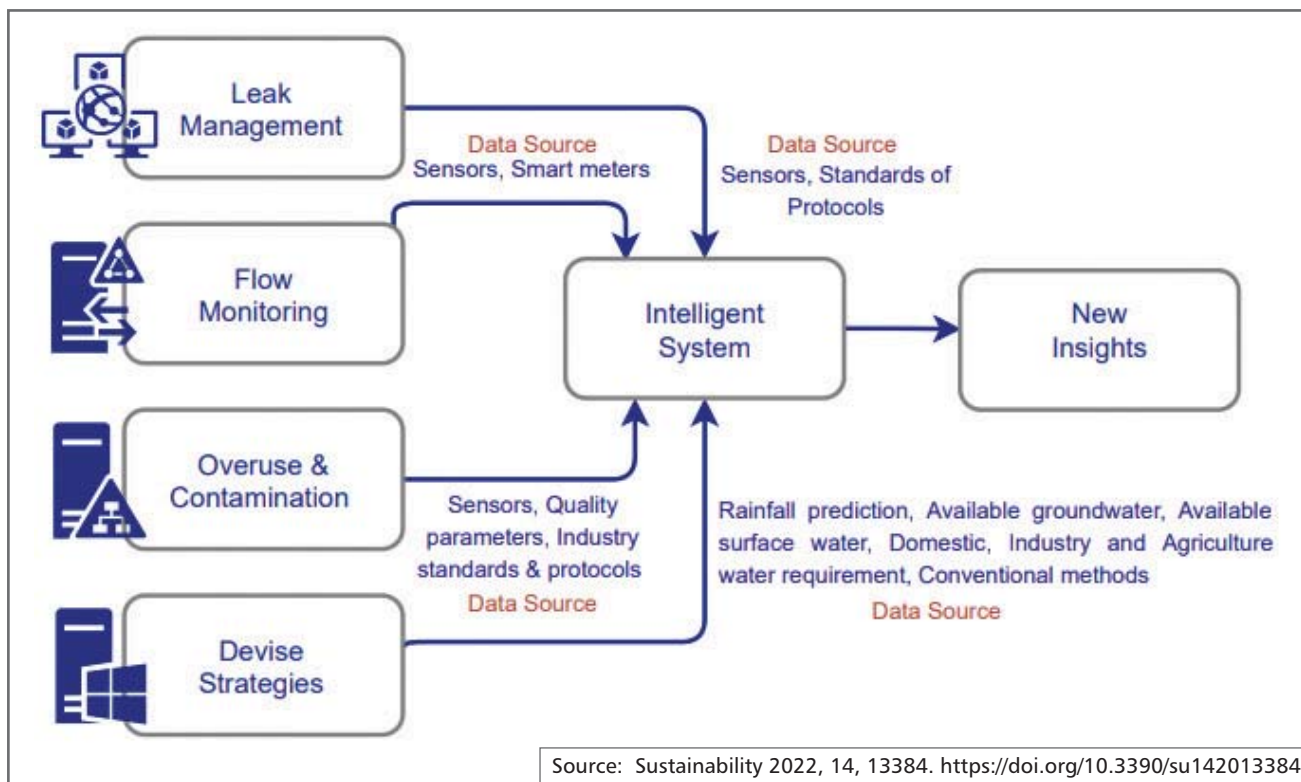 Leak
Management
Data Source
Sensors, Smart meters
Data Source
Sensors, Standards of
Protocols
Flow
Monitoring
Intelligent
System
New
Insights
Overuse &
Contamination
Sensors, Quality
parameters, Industry
standards & protocols
Data Source
Rainfall prediction, Available groundwater, Available
surface water, Domestic, Industry and Agriculture
water requirement, Conventional methods
Data Source
Devise
Strategies
Source: Sustainability 2022, 14, 13384. https://doi.org/10.3390/su142013384